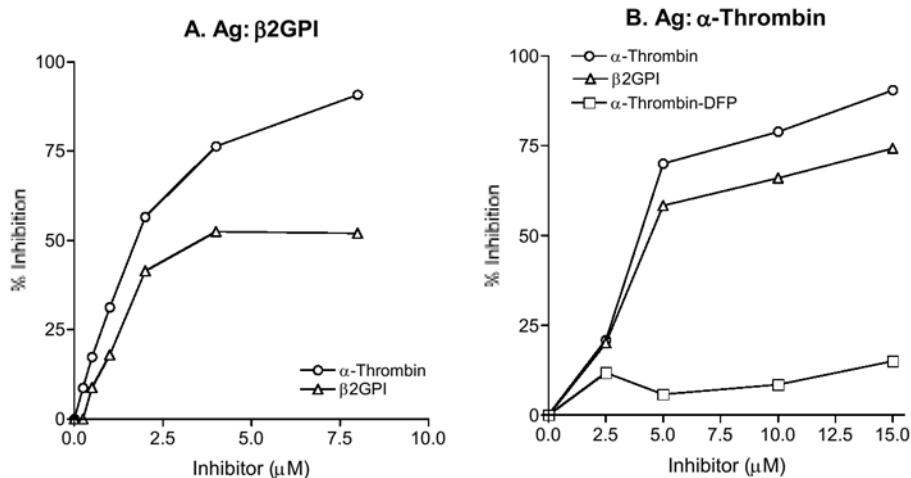 A. Ag: β2GPI
100
75
50
25
0
% Inhibition
0.0 2.5 5.0 7.5 10.0
Inhibitor (μM)
α-Thrombin
β2GPI
B. Ag: α-Thrombin
α-Thrombin
β2GPI
α-Thrombin-DFP
100
75
50
25
0
% Inhibition
0.0 2.5 5.0 7.5 10.0 12.5 15.0
Inhibitor (μM)